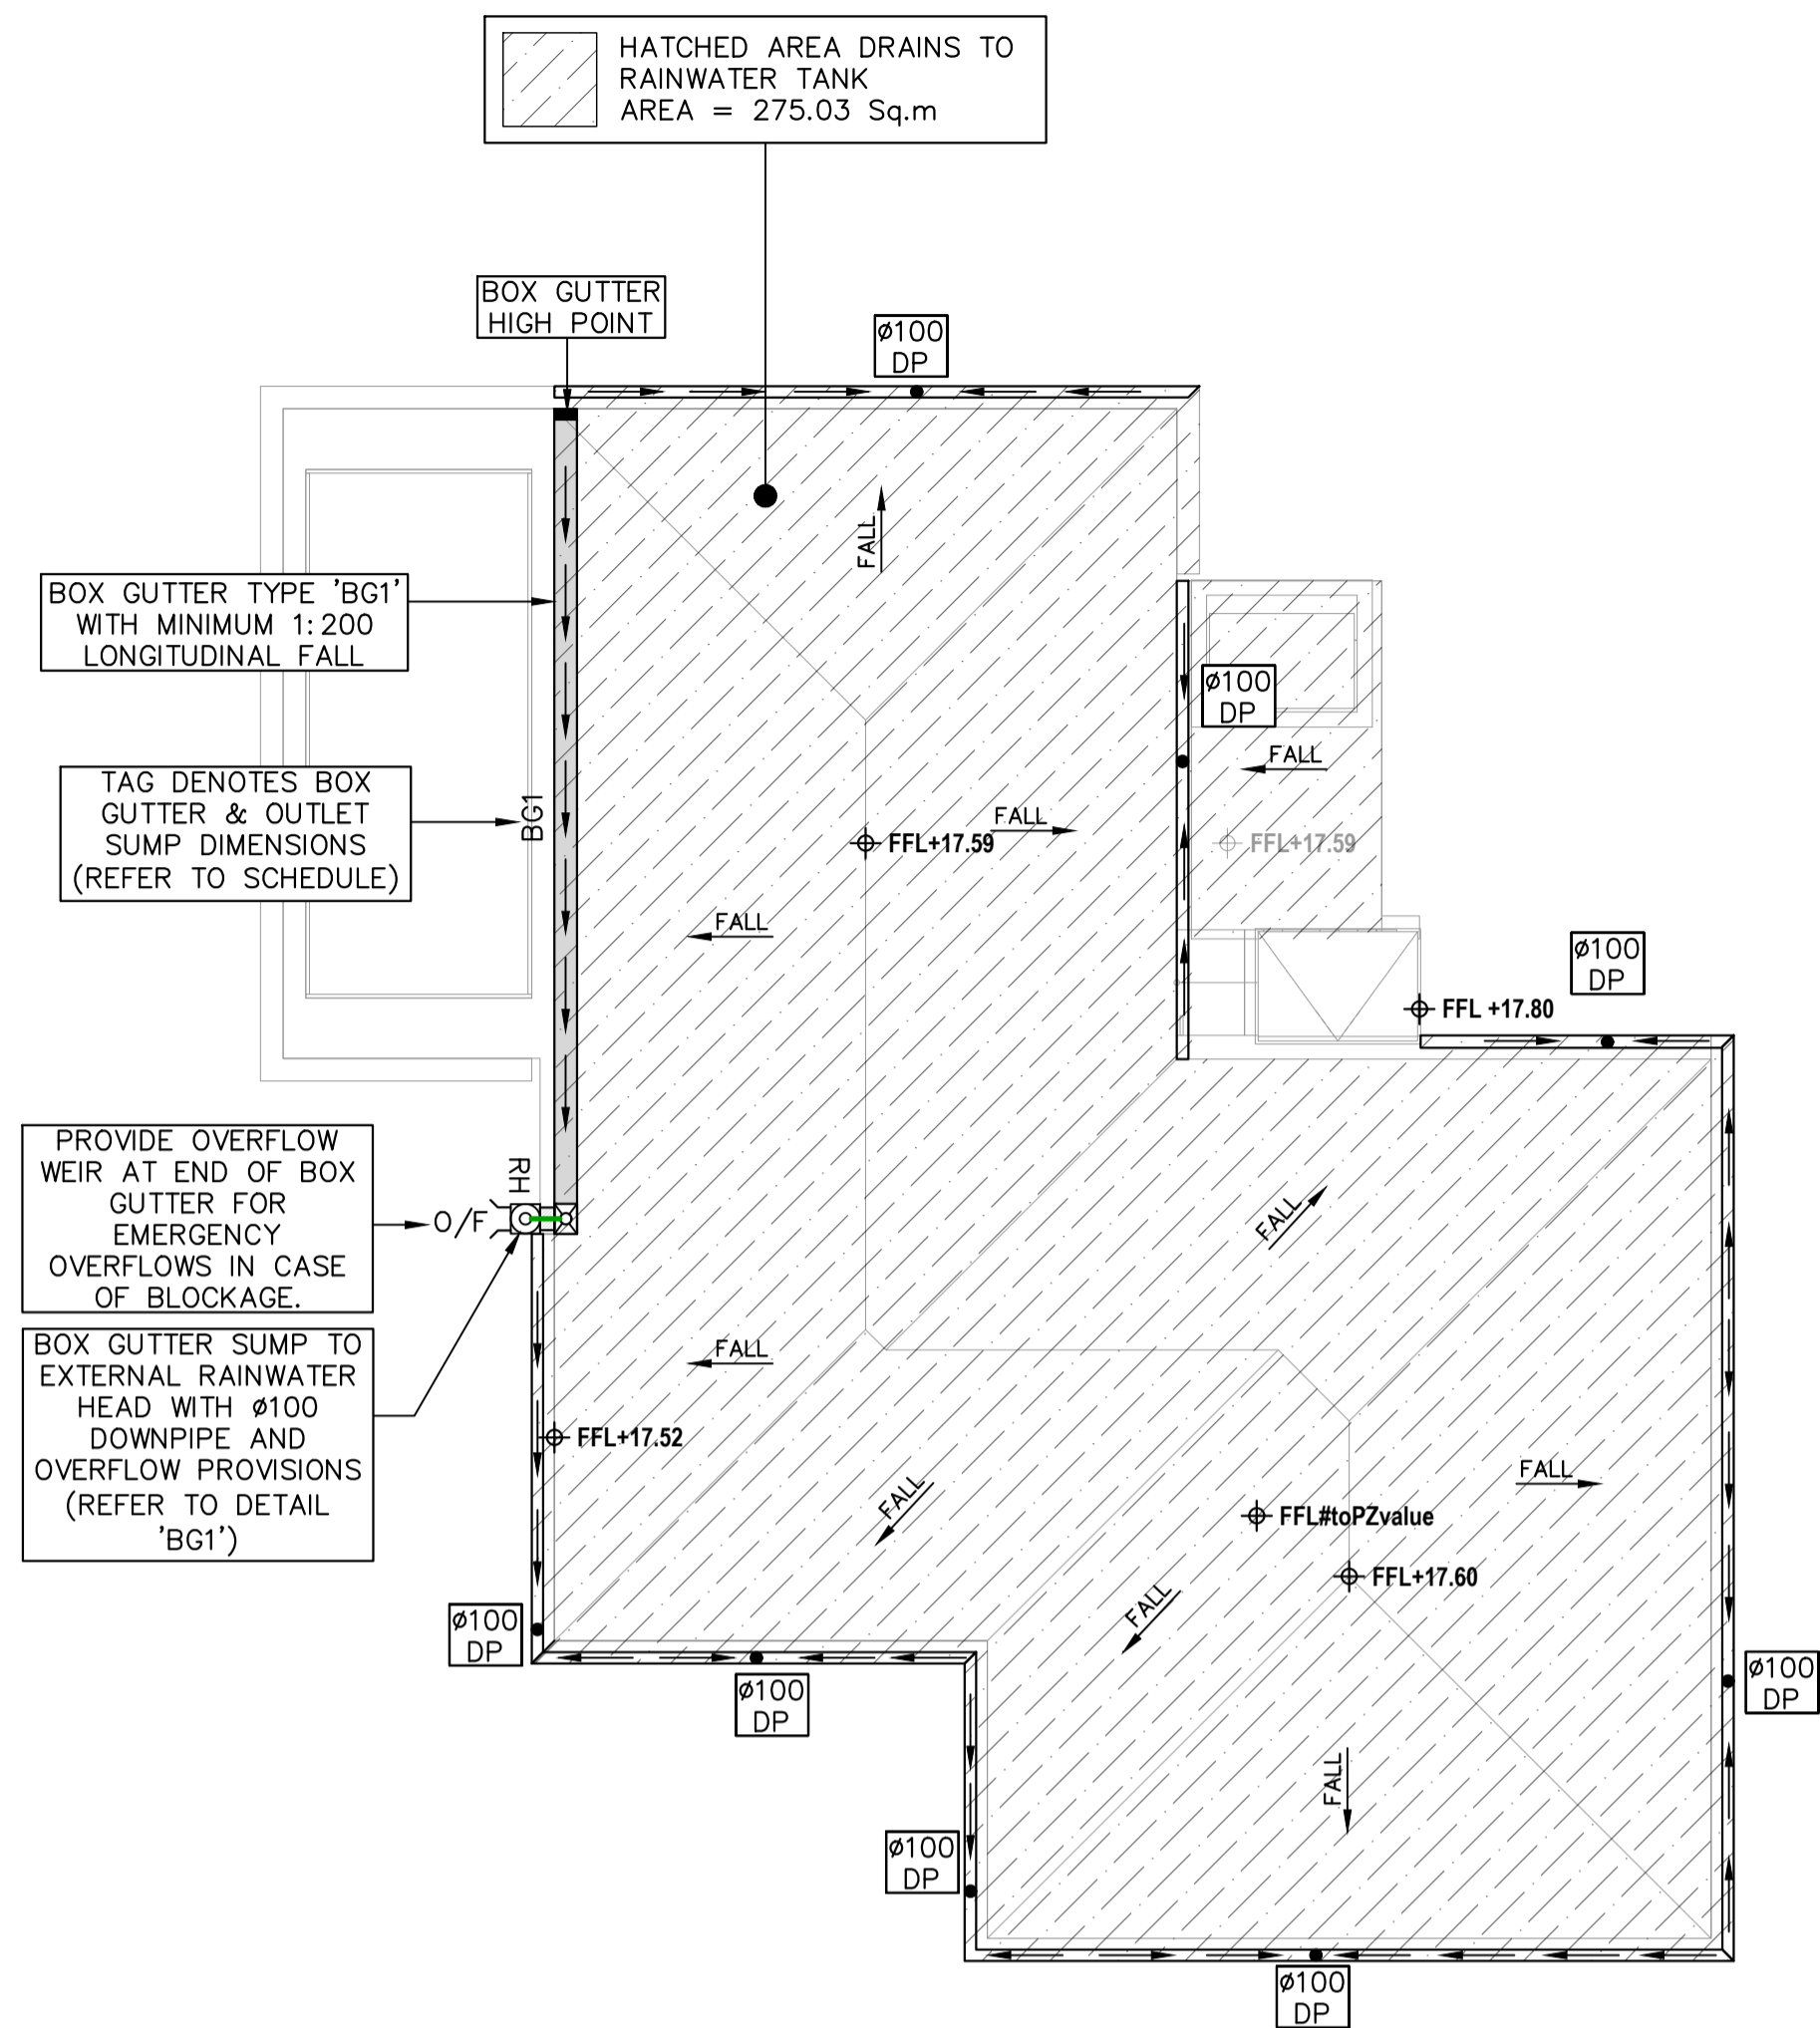 HATCHED AREA DRAINS TO
RAINWATER TANK
AREA = 275.03 Sq.m
BOX GUTTER
HIGH POINT
ø100
DP
FALL
BOX GUTTER TYPE 'BG1'
WITH MINIMUM 1:200
LONGITUDINAL FALL
ø100
DP
FALL
TAG DENOTES BOX
GUTTER & OUTLET
SUMP DIMENSIONS
(REFER TO SCHEDULE)
BG1
FALL
FFL+17.59
FFL+17.59
FALL
ø100
DP
FFL +17.80
PROVIDE OVERFLOW
WEIR AT END OF BOX
GUTTER FOR
EMERGENCY
OVERFLOWS IN CASE
OF BLOCKAGE.
RH
O/F
FALL
BOX GUTTER SUMP TO
EXTERNAL RAINWATER
HEAD WITH ø100
DOWNPIPE AND
OVERFLOW PROVISIONS
(REFER TO DETAIL
'BG1')
FALL
FFL+17.52
FALL
FALL
FFL#toPZvalue
FFL+17.60
FALL
ø100
DP
ø100
DP
ø100
DP
FALL
ø100
DP
ø100
DP